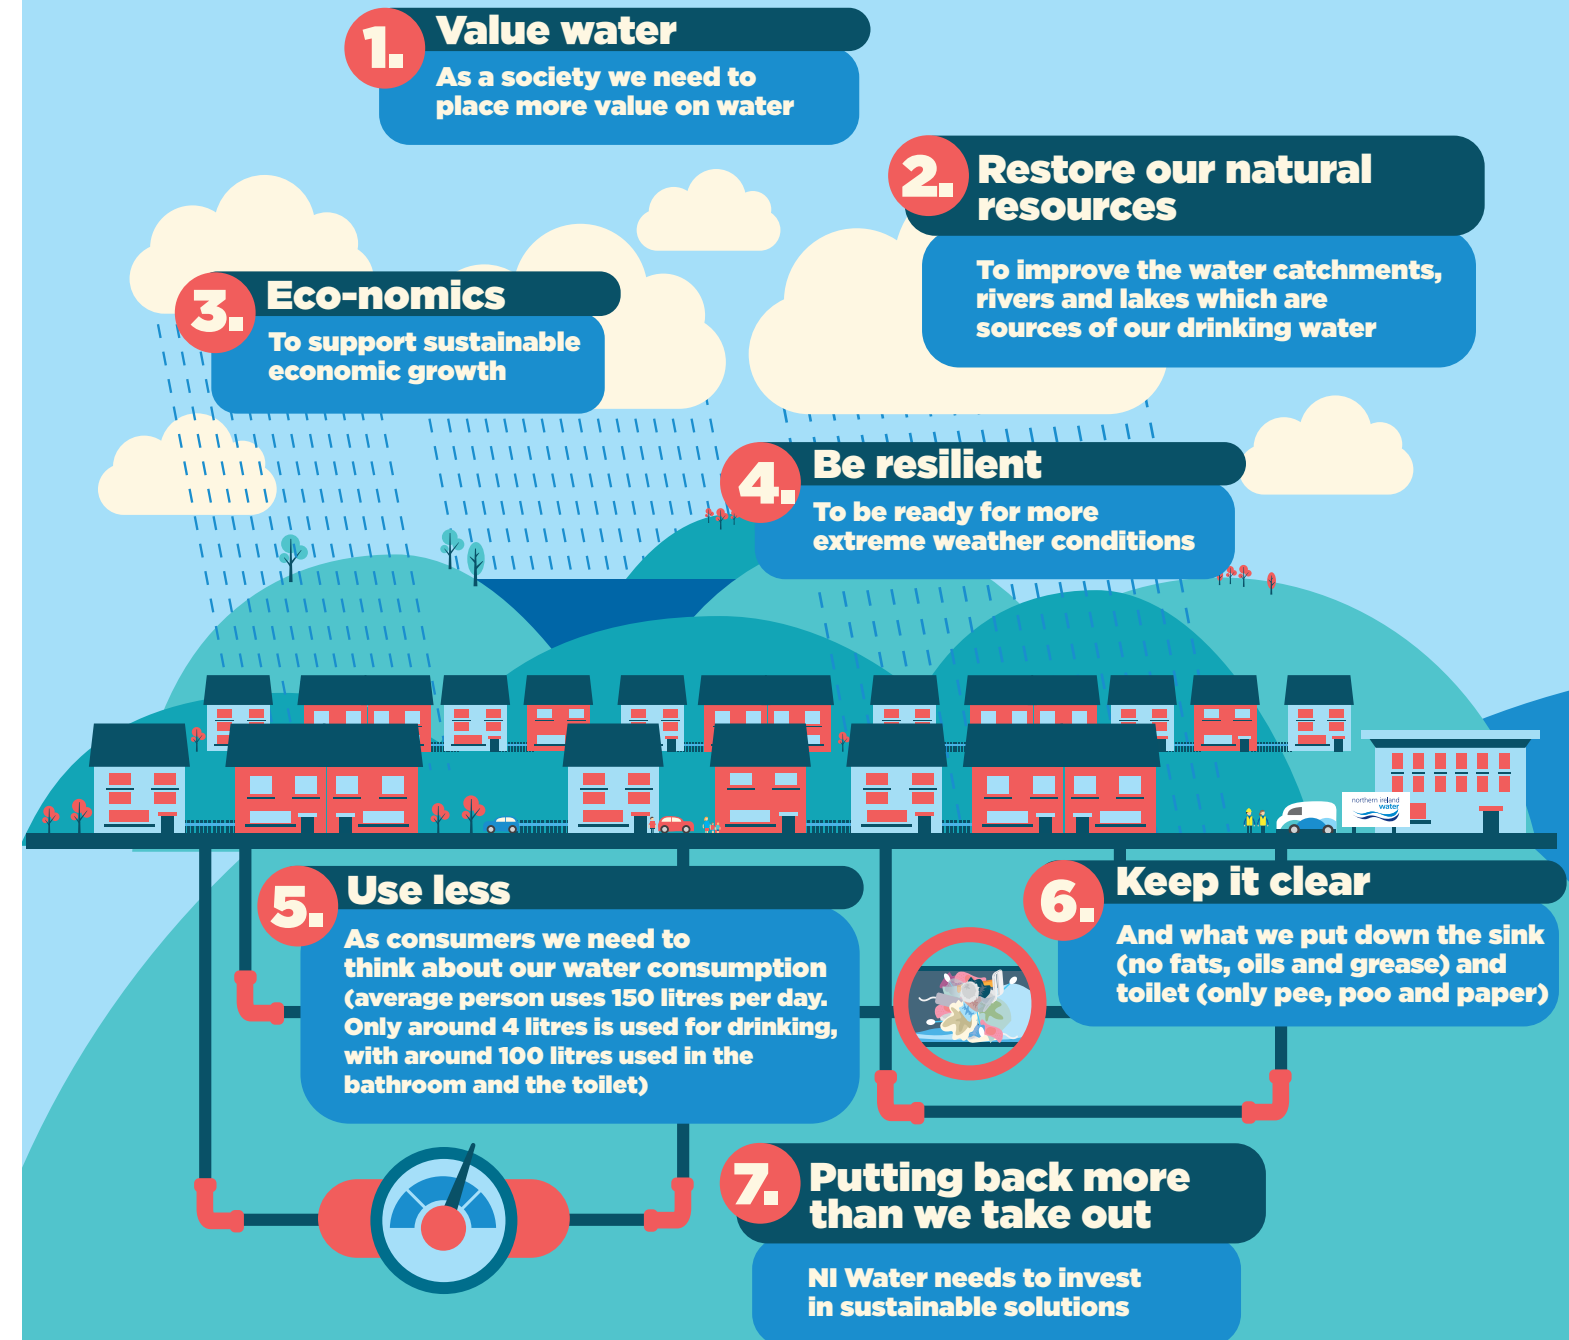 1. Value water
As a society we need to
place more value on water
2. Restore our natural
resources
To improve the water catchments,
rivers and lakes which are
sources of our drinking water
3. Eco-nomics
To support sustainable
economic growth
4. Be resilient
To be ready for more
extreme weather conditions
northern ireland
water
5. Use less
As consumers we need to
think about our water consumption
(average person uses 150 litres per day.
Only around 4 litres is used for drinking,
with around 100 litres used in the
bathroom and the toilet)
6. Keep it clear
And what we put down the sink
(no fats, oils and grease) and
toilet (only pee, poo and paper)
7. Putting back more
than we take out
NI Water needs to invest
in sustainable solutions